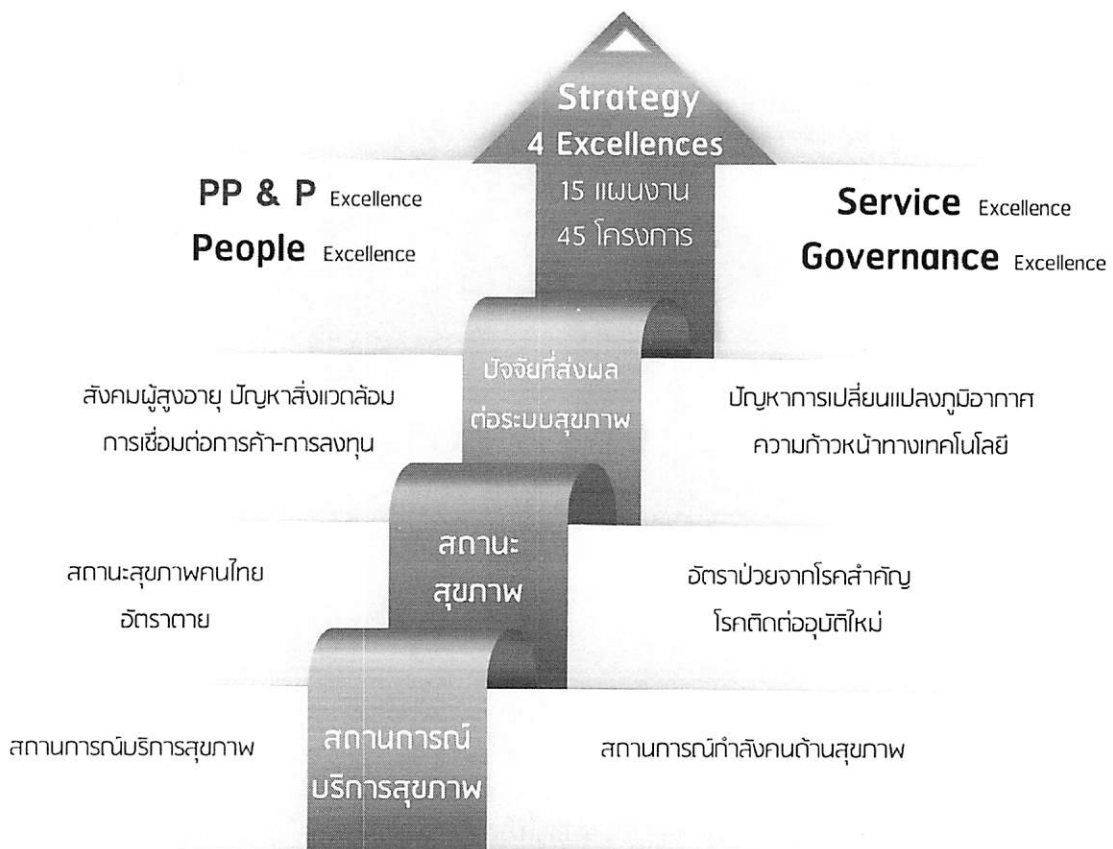 Strategy
4 Excellences
15 แผนงาน
45 โครงการ
PP & P Excellence
People Excellence
Service Excellence
Governance Excellence
ปัจจัยที่ส่งผล
ต่อระบบสุขภาพ
สังคมผู้สูงอายุ ปัญหาสิ่งแวดล้อม
การเชื่อมต่อการค้า-การลงทุน
ปัญหาการเปลี่ยนแปลงภูมิอากาศ
ความก้าวหน้าทางเทคโนโลยี
สถานะ
สุขภาพ
สถานะสุขภาพคนไทย
อัตราตาย
อัตราป่วยจากโรคสำคัญ
โรคติดต่ออุบัติใหม่
สถานการณ์
บริการสุขภาพ
สถานการณ์บริการสุขภาพ
สถานการณ์กำลังคนด้านสุขภาพ